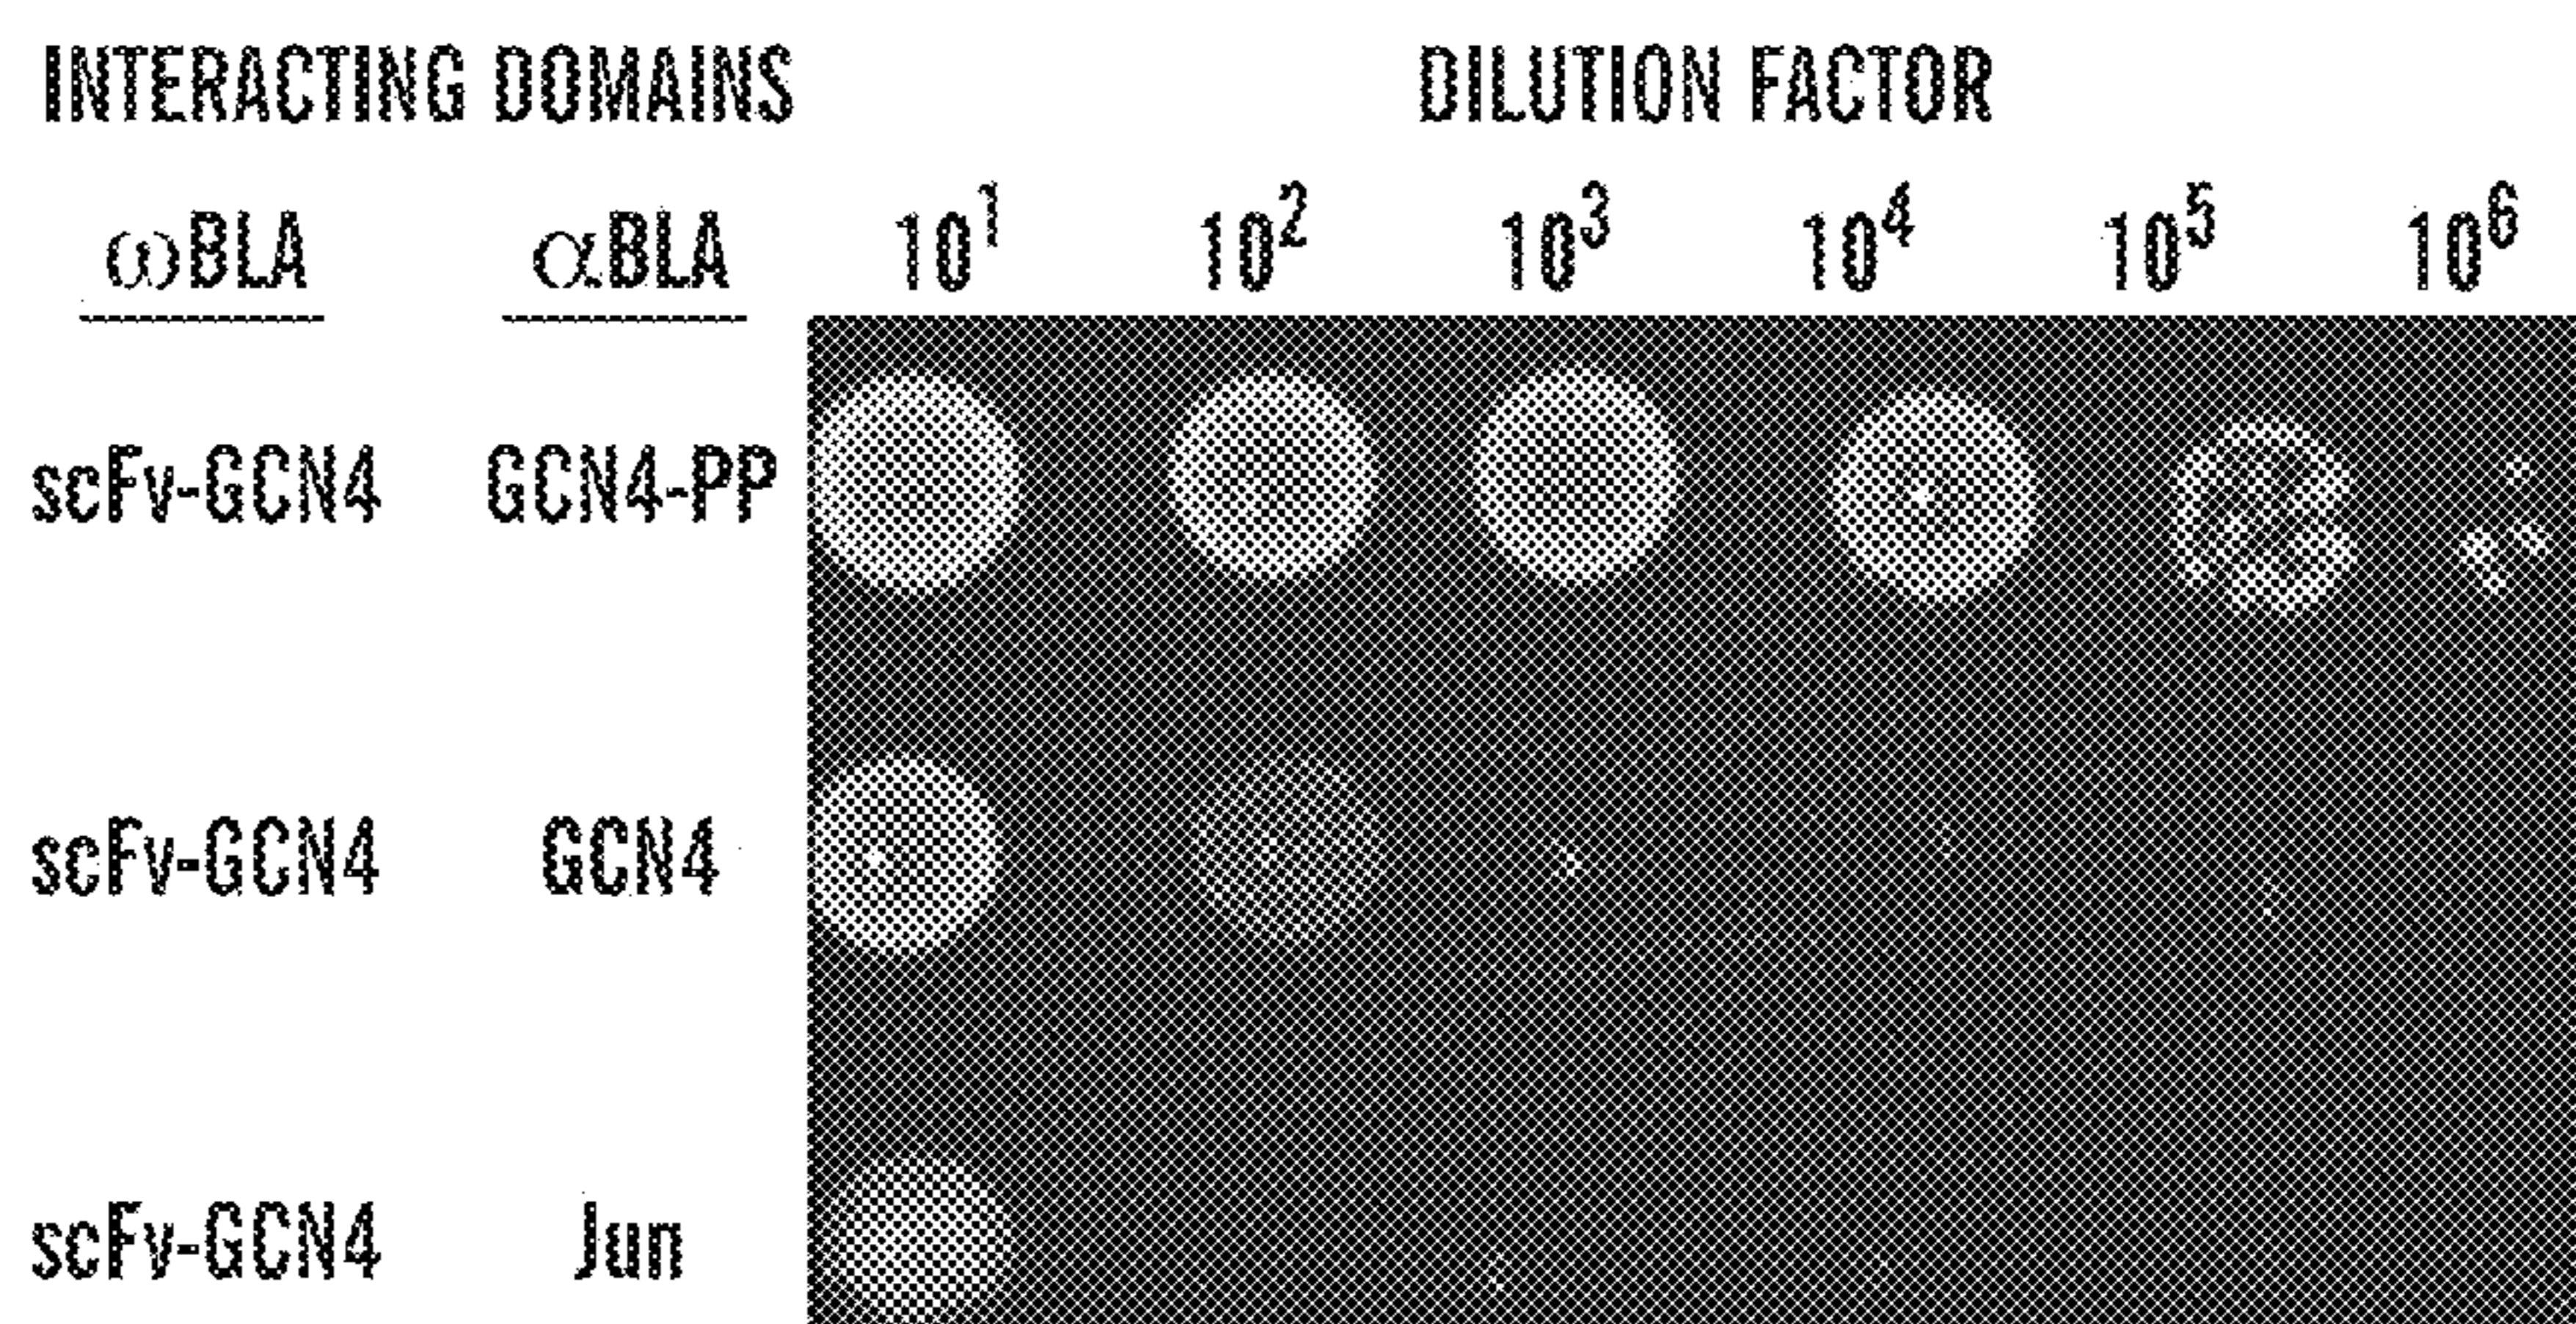 INTERACTING DOMAINS DILUTION FACTOR
ωBLA αBLA 10¹ 10² 10³ 10⁴ 10⁵ 10⁶
scFv-GCN4 GCN4-PP
scFv-GCN4 GCN4
scFv-GCN4 Jun